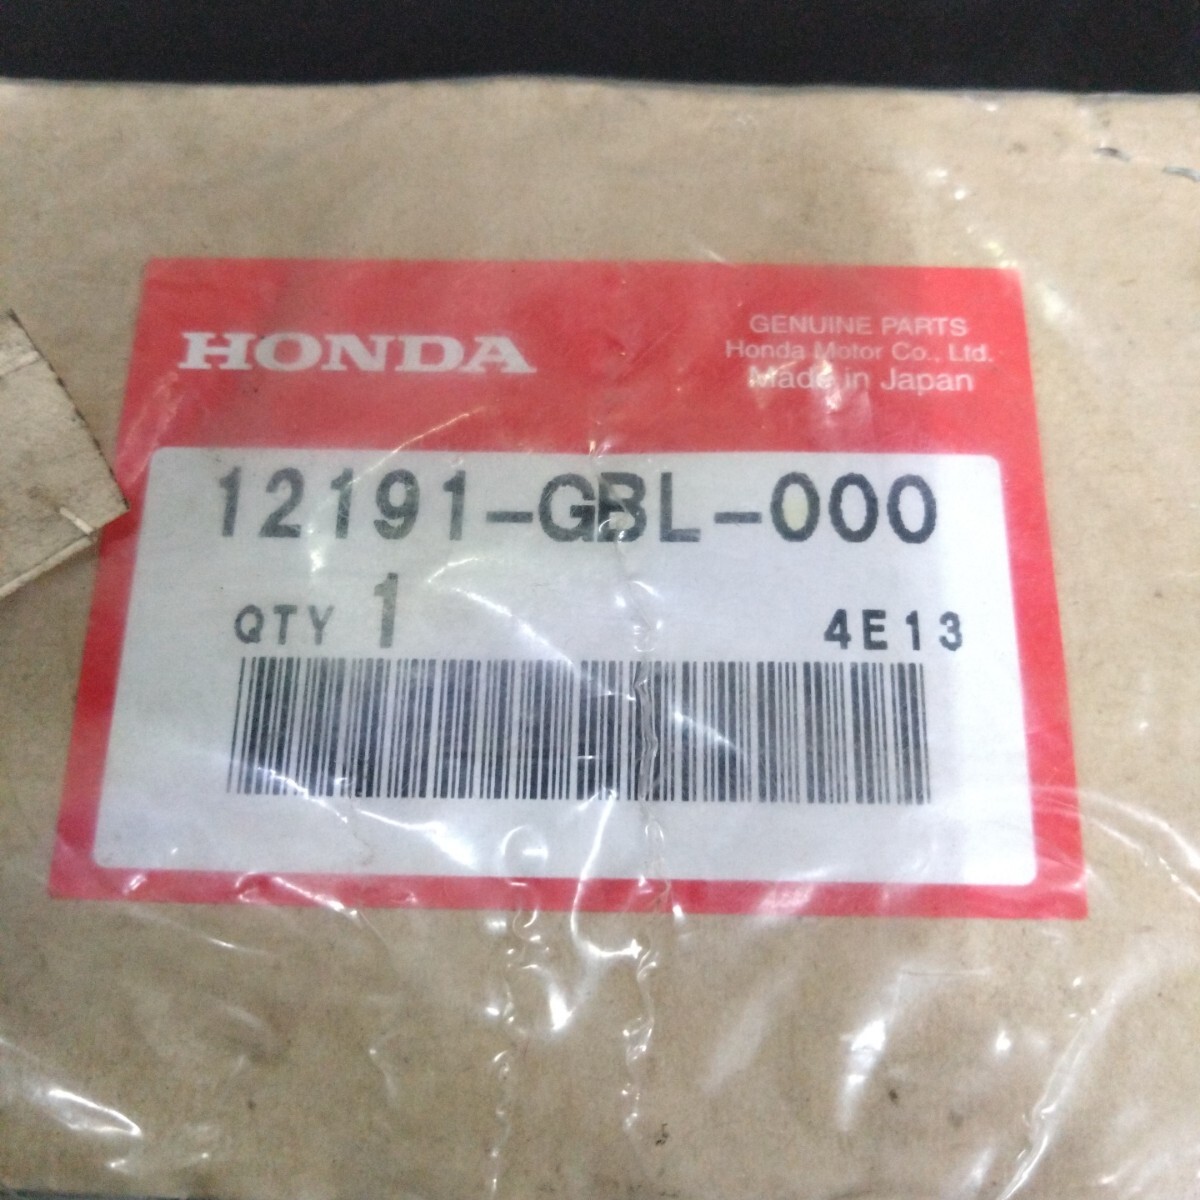 HONDA
GENUINE PARTS
Honda Motor Co., Ltd.
Made in Japan
12191-GBL-000
QTY 1
4E13